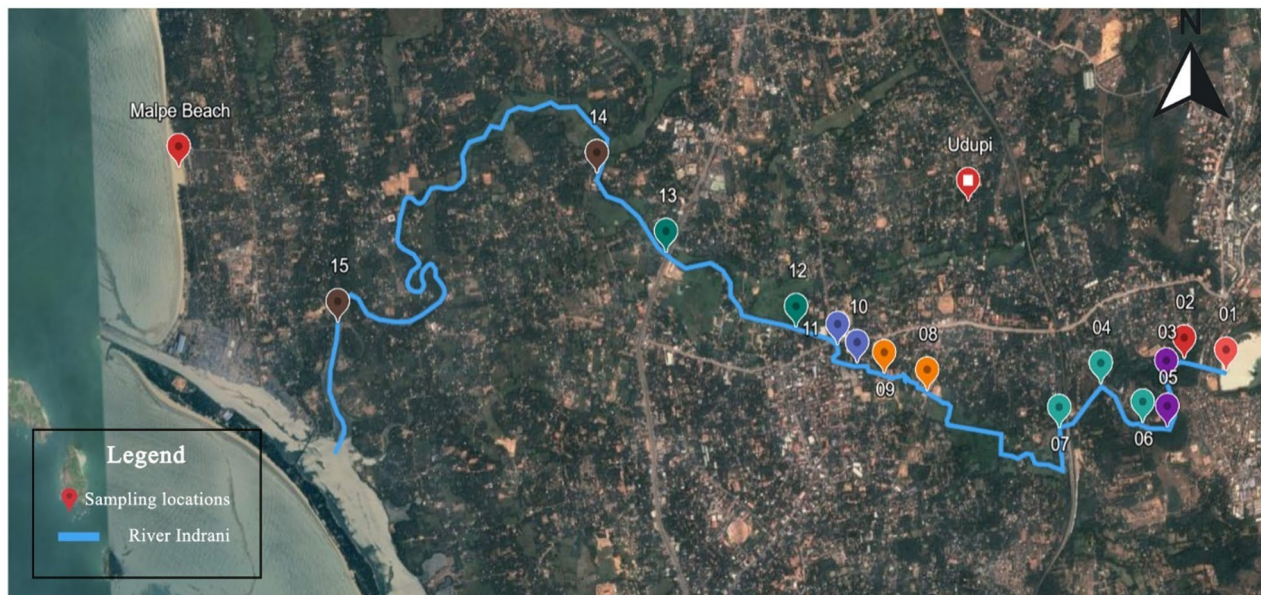 N
Malpe Beach
14
Udupi
13
15
12
10
11
08
02
01
03
04
05
09
07
06
Legend
Sampling locations
River Indrani